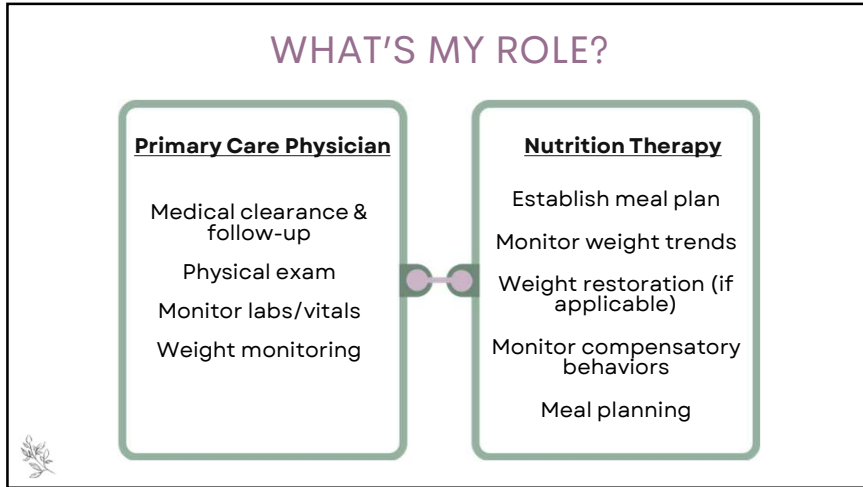 WHAT'S MY ROLE?
Primary Care Physician
Medical clearance &
follow-up
Physical exam
Monitor labs/vitals
Weight monitoring
Nutrition Therapy
Establish meal plan
Monitor weight trends
Weight restoration (if
applicable)
Monitor compensatory
behaviors
Meal planning